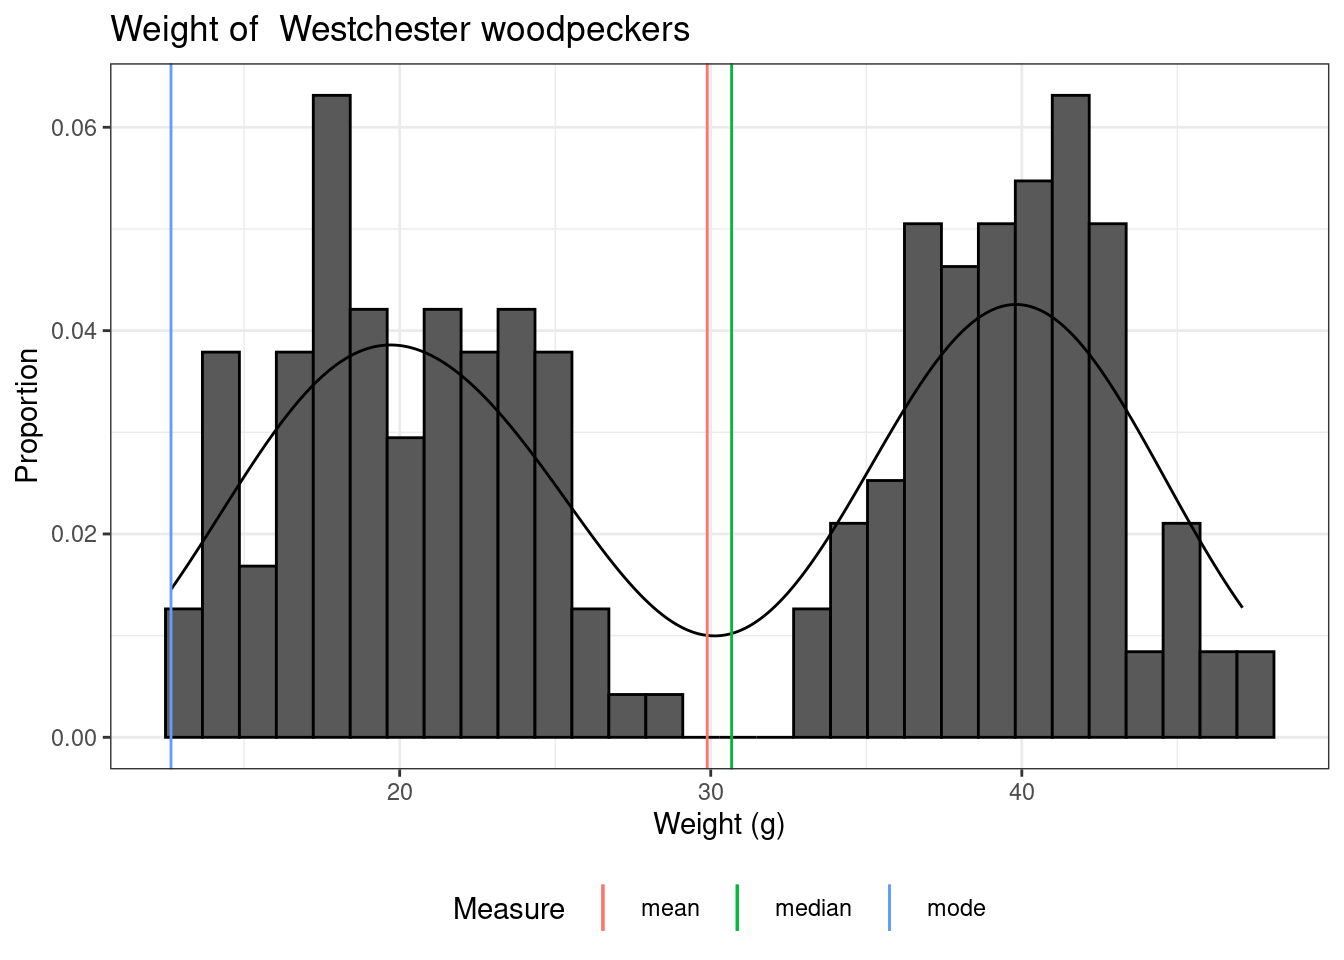 Weight of  Westchester woodpeckers
0.06
0.04
0.02
0.00
Proportion
20 30 40
Weight (g)
Measure mean median mode